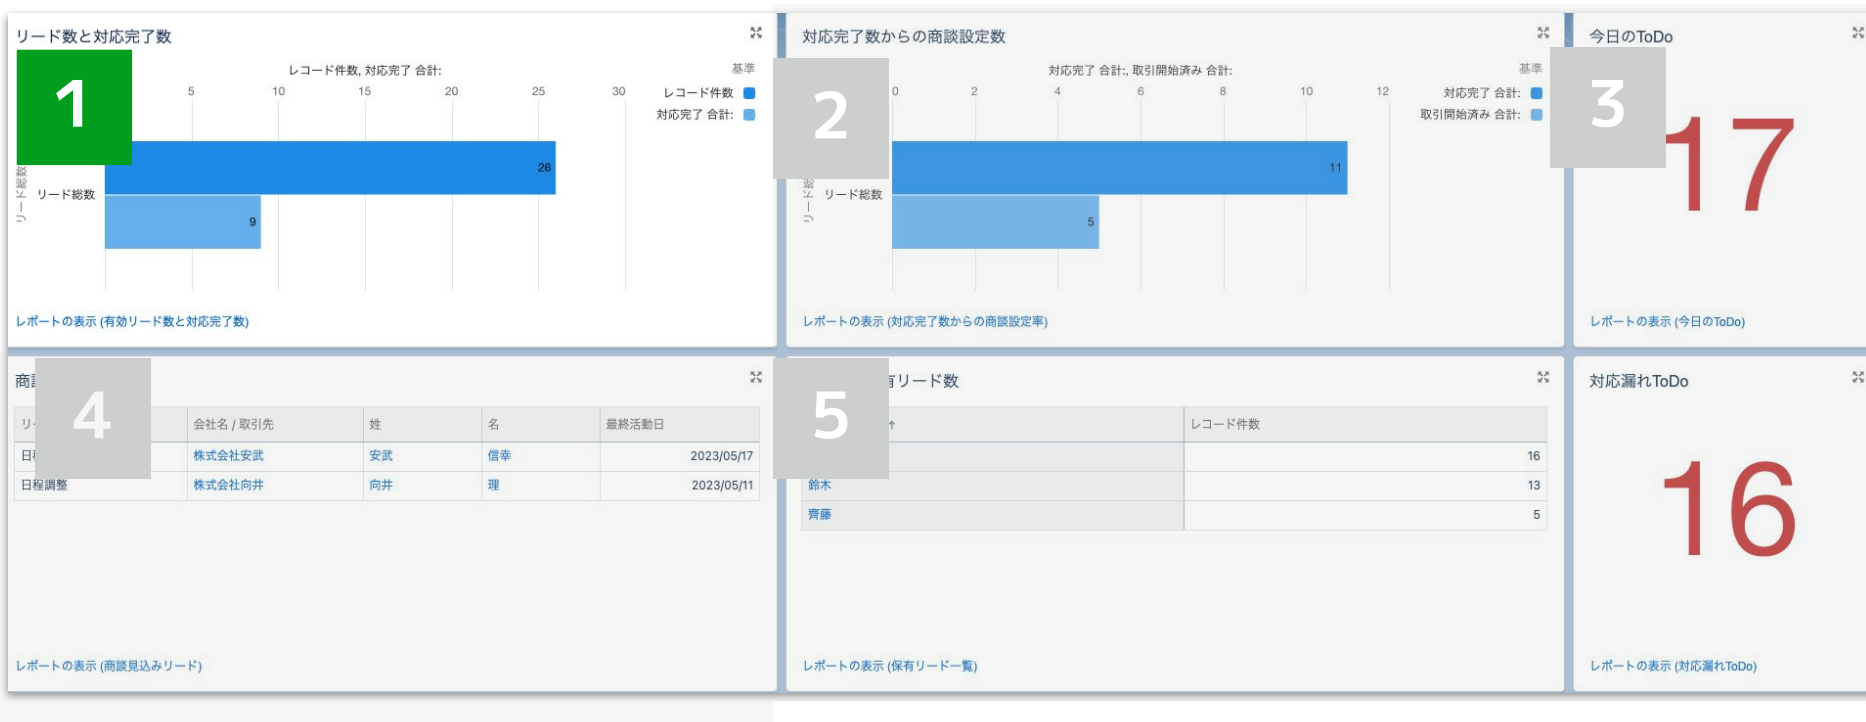 リード数と対応完了数
1
レコード件数, 対応完了 合計:
基準
5 10 15 20 25 30
レコード件数
対応完了 合計:
リード総数
リード総数
26
9
レポートの表示 (有効リード数と対応完了数)
対応完了数からの商談設定数
2
対応完了 合計:, 取引開始済み 合計:
基準
0 2 4 6 8 10 12
対応完了 合計:
取引開始済み 合計:
リード総数
11
5
レポートの表示 (対応完了数からの商談設定率)
今日のToDo
3
17
レポートの表示 (今日のToDo)
4
会社名 / 取引先 姓 名 最終活動日
株式会社安武 安武 信幸 2023/05/17
日程調整 株式会社向井 向井 理 2023/05/11
レポートの表示 (商談見込みリード)
リード数
5
↑ レコード件数
16
鈴木 13
齊藤 5
レポートの表示 (保有リード一覧)
対応漏れToDo
16
レポートの表示 (対応漏れToDo)